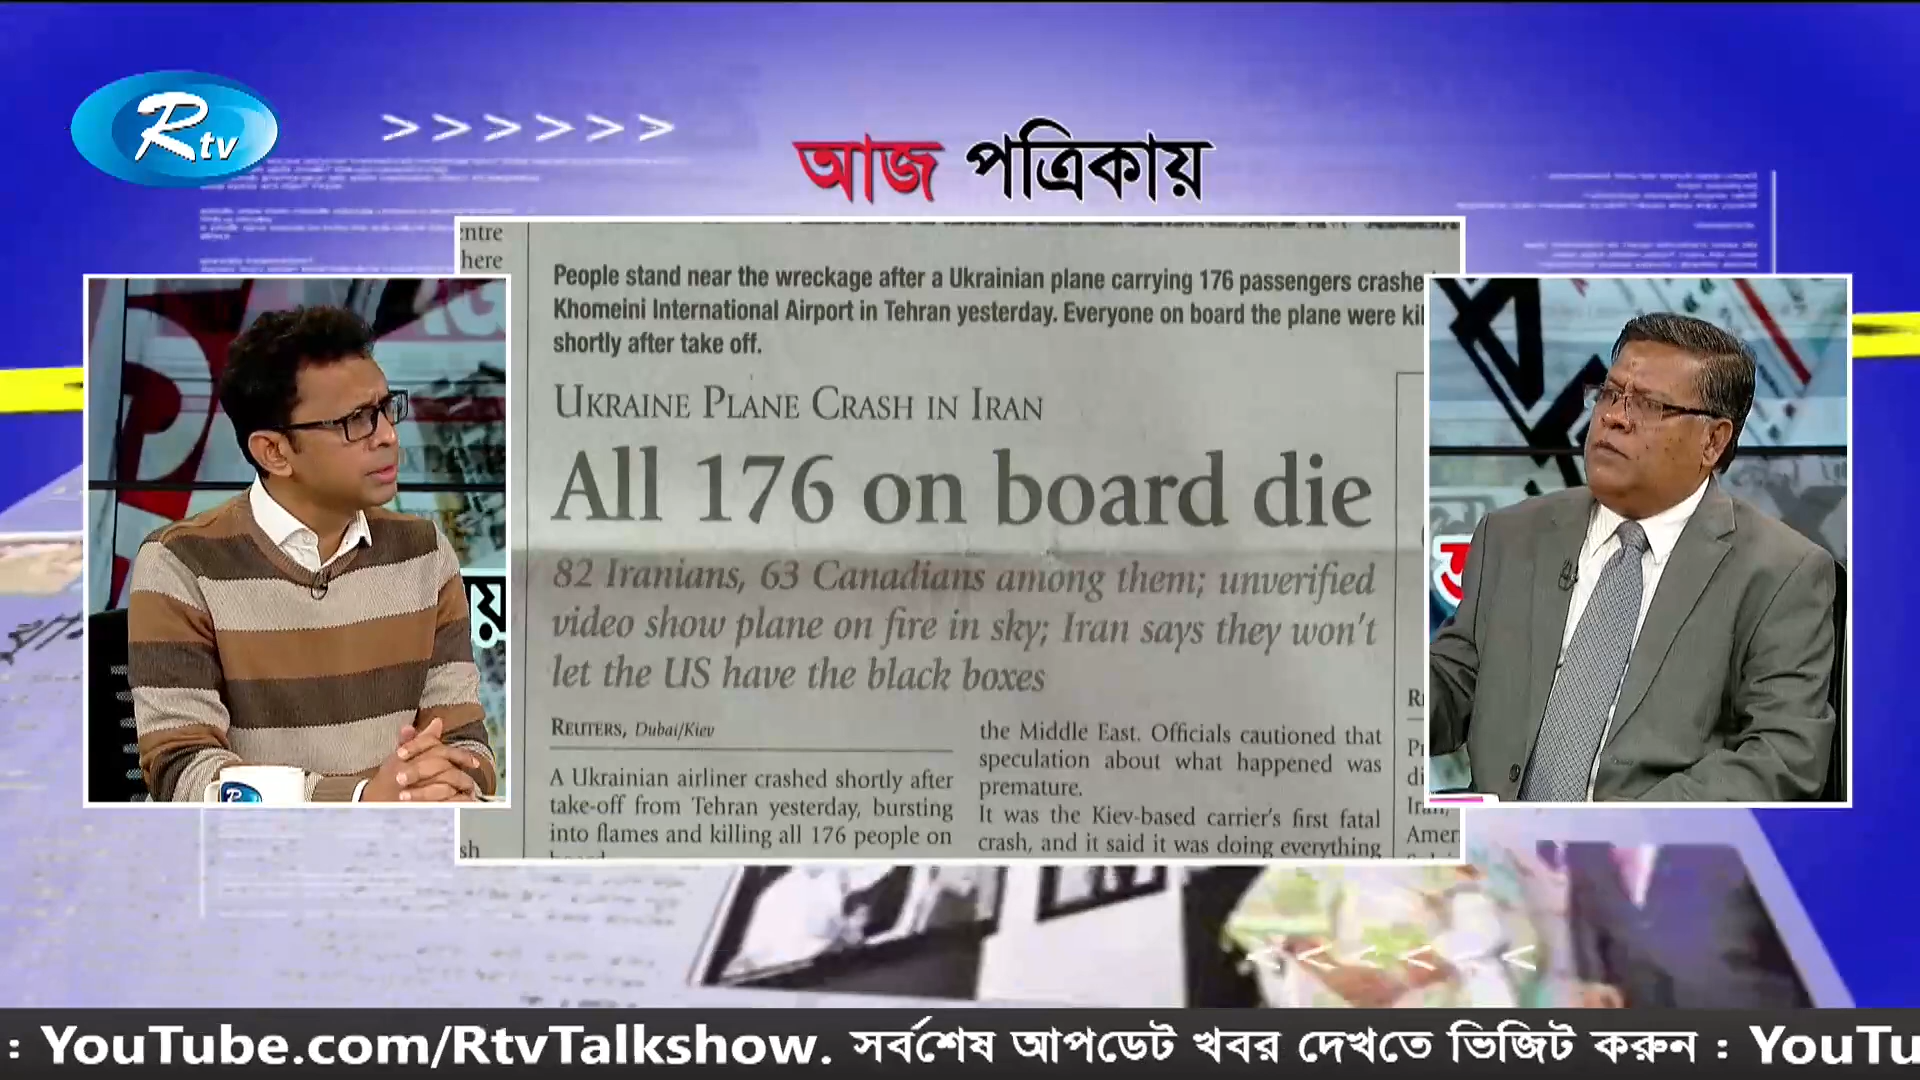 Rtv
আজ পত্রিকায়
entre
here
People stand near the wreckage after a Ukrainian plane carrying 176 passengers crashe
Khomeini International Airport in Tehran yesterday. Everyone on board the plane were kil
shortly after take off.
UKRAINE PLANE CRASH IN IRAN
All 176 on board die
82 Iranians, 63 Canadians among them; unverified
video show plane on fire in sky; Iran says they won't
let the US have the black boxes
REUTERS, Dubai/Kiev
A Ukrainian airliner crashed shortly after
take-off from Tehran yesterday, bursting
into flames and killing all 176 people on
the Middle East. Officials cautioned that
speculation about what happened was
premature.
It was the Kiev-based carrier's first fatal
crash, and it said it was doing everything
sh
Amer
: YouTube.com/RtvTalkshow. সর্বশেষ আপডেট খবর দেখতে ভিজিট করুন : YouTu